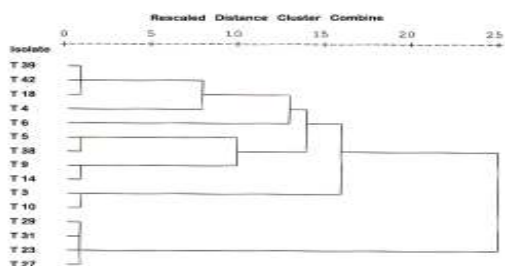 Rescaled Distance Cluster Combine
0 5 10 15 20 25
Isolate
T 39
T 42
T 18
T 4
T 6
T 5
T 38
T 9
T 14
T 3
T 10
T 29
T 31
T 23
T 27